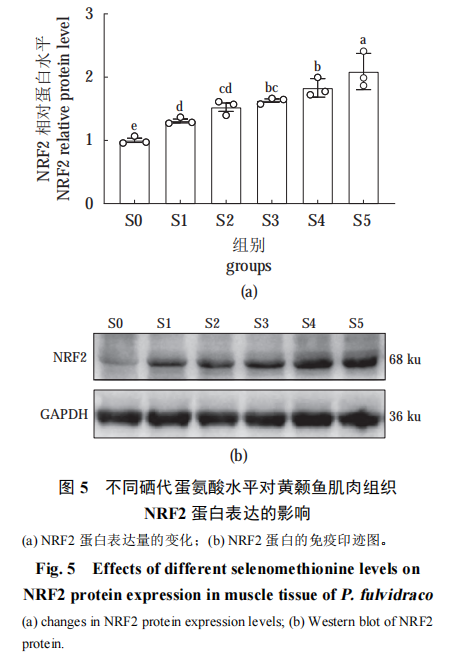 NRF2 相对蛋白水平
NRF2 relative protein level
3
2
1
0
e
d
cd
bc
b
a
S0 S1 S2 S3 S4 S5
组别
groups
(a)
S0 S1 S2 S3 S4 S5
NRF2 68 ku
GAPDH 36 ku
(b)
图 5 不同硒代蛋氨酸水平对黄颡鱼肌肉组织
NRF2 蛋白表达的影响
(a) NRF2 蛋白表达量的变化；(b) NRF2 蛋白的免疫印迹图。
Fig. 5 Effects of different selenomethionine levels on
NRF2 protein expression in muscle tissue of P. fulvidraco
(a) changes in NRF2 protein expression levels; (b) Western blot of NRF2
protein.